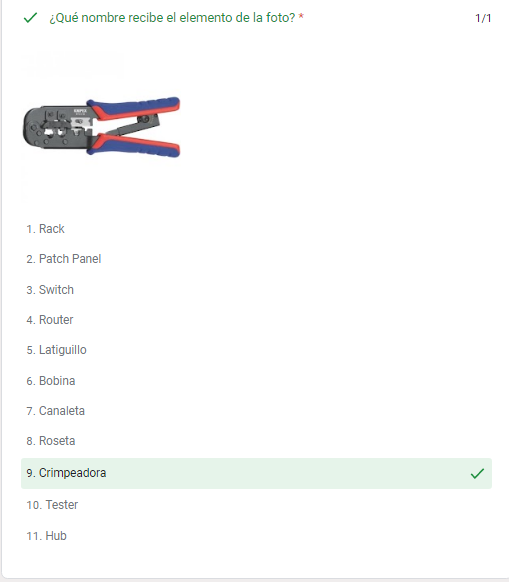 ¿Qué nombre recibe el elemento de la foto? *
1/1
1. Rack
2. Patch Panel
3. Switch
4. Router
5. Latiguillo
6. Bobina
7. Canaleta
8. Roseta
9. Crimpeadora
10. Tester
11. Hub